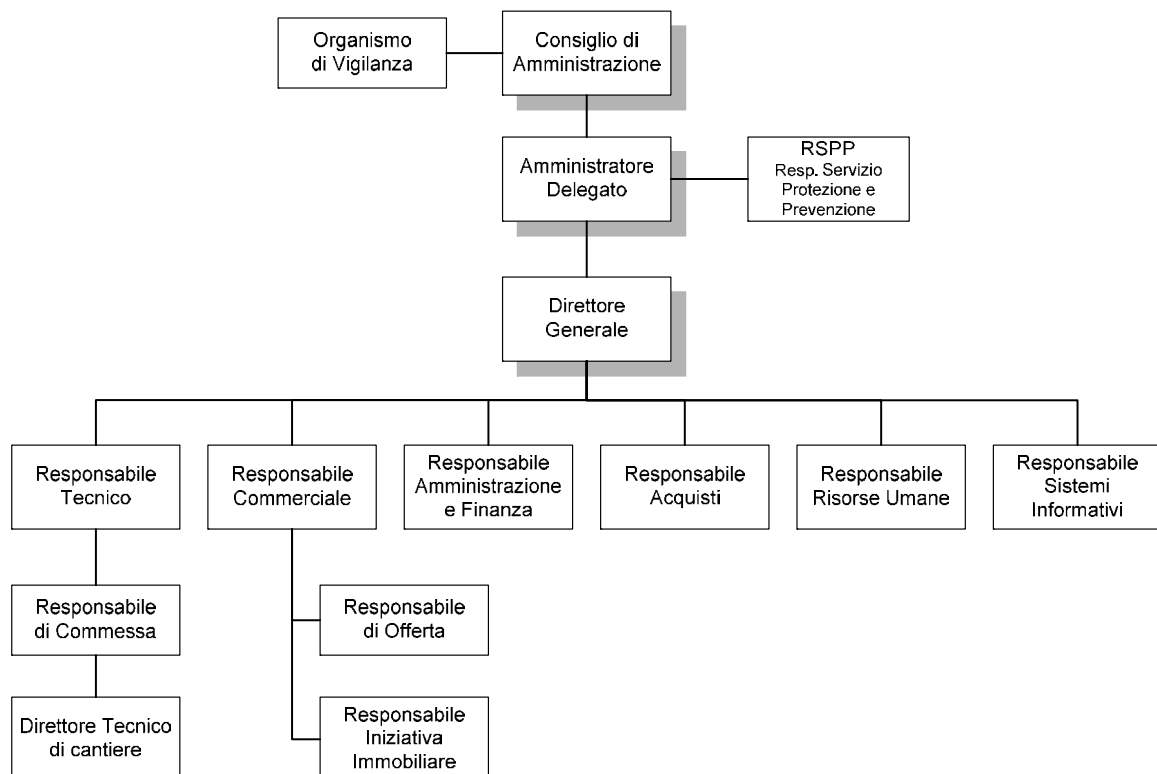 Organismo
di Vigilanza
Consiglio di
Amministrazione
Amministratore
Delegato
RSPP
Resp. Servizio
Protezione e
Prevenzione
Direttore
Generale
Responsabile
Tecnico
Responsabile
Commerciale
Responsabile
Amministrazione
e Finanza
Responsabile
Acquisti
Responsabile
Risorse Umane
Responsabile
Sistemi
Informativi
Responsabile
di Commessa
Responsabile
di Offerta
Direttore Tecnico
di cantiere
Responsabile
Iniziativa
Immobiliare